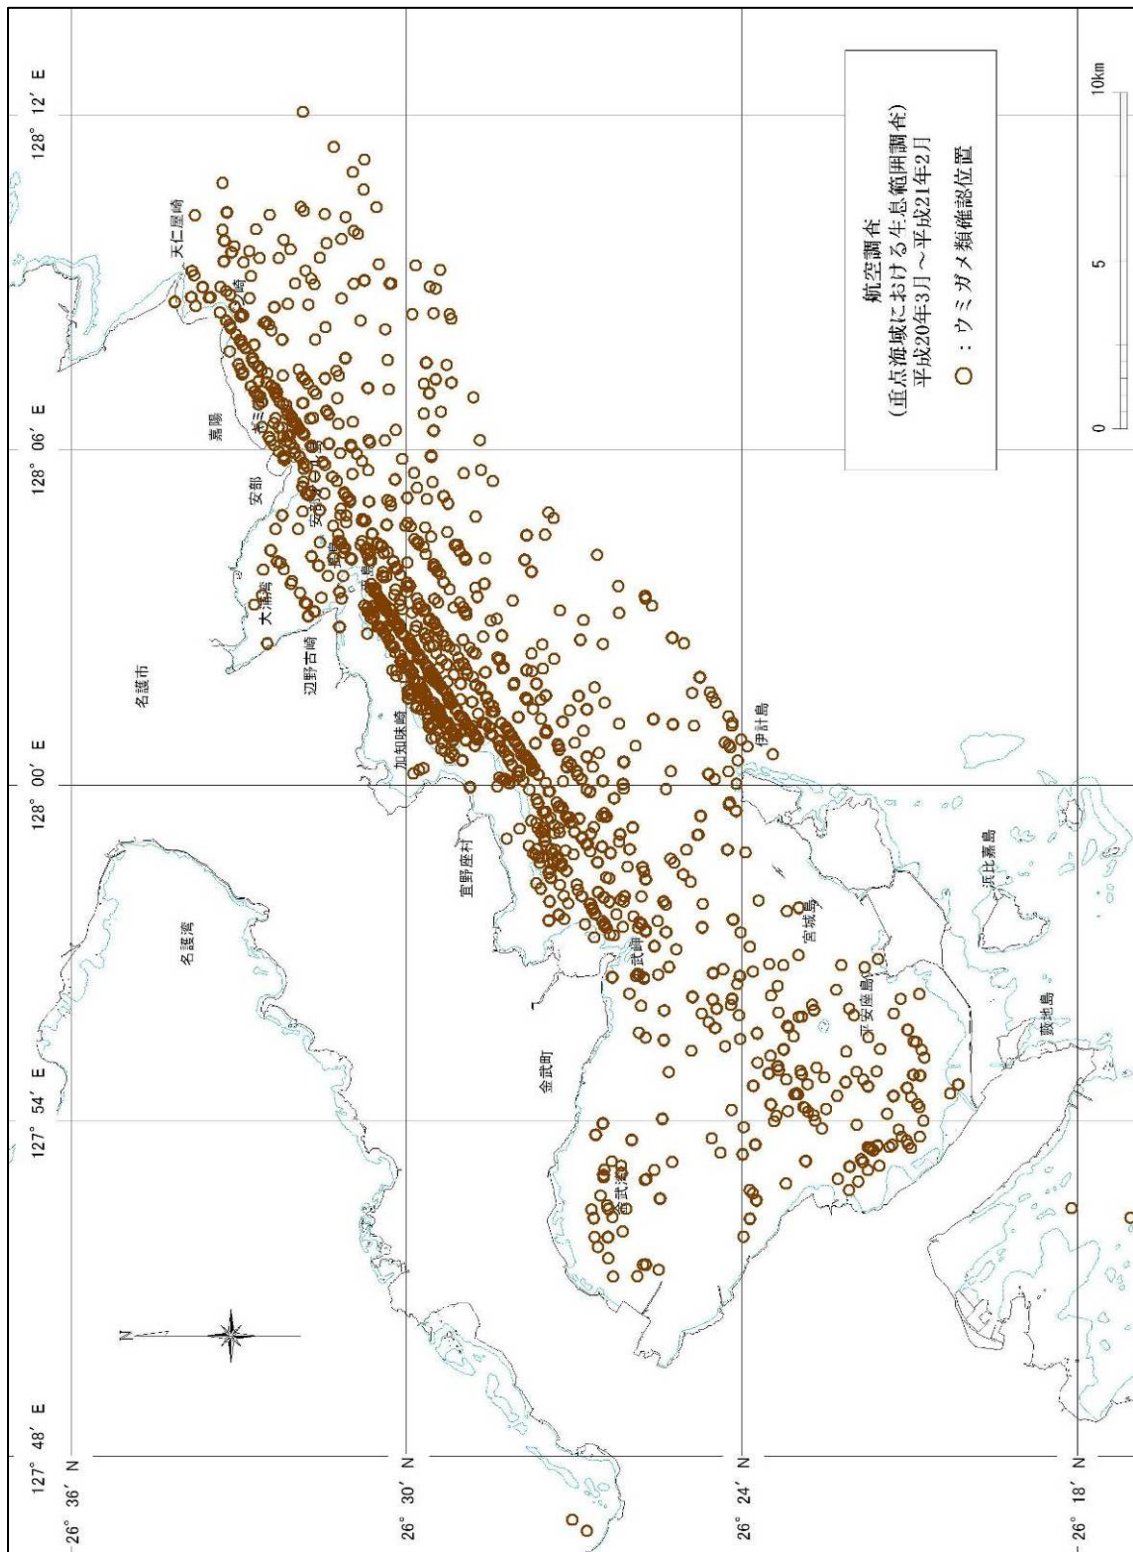 127° 48′ E
127° 54′ E
128° 00′ E
128° 06′ E
128° 12′ E
26° 36′ N
26° 30′ N
26° 24′ N
26° 18′ N
N
名護湾
名護市
嘉陽
安部
天仁屋崎
大浦湾
辺野古崎
加知味崎
宜野座村
金武町
金武湾
伊計島
宮城島
平安座島
浜比嘉島
藪地島
航空調査
(重点海域における生息範囲調査)
平成20年3月～平成21年2月
○ : ウミガメ類確認位置
0 5 10km